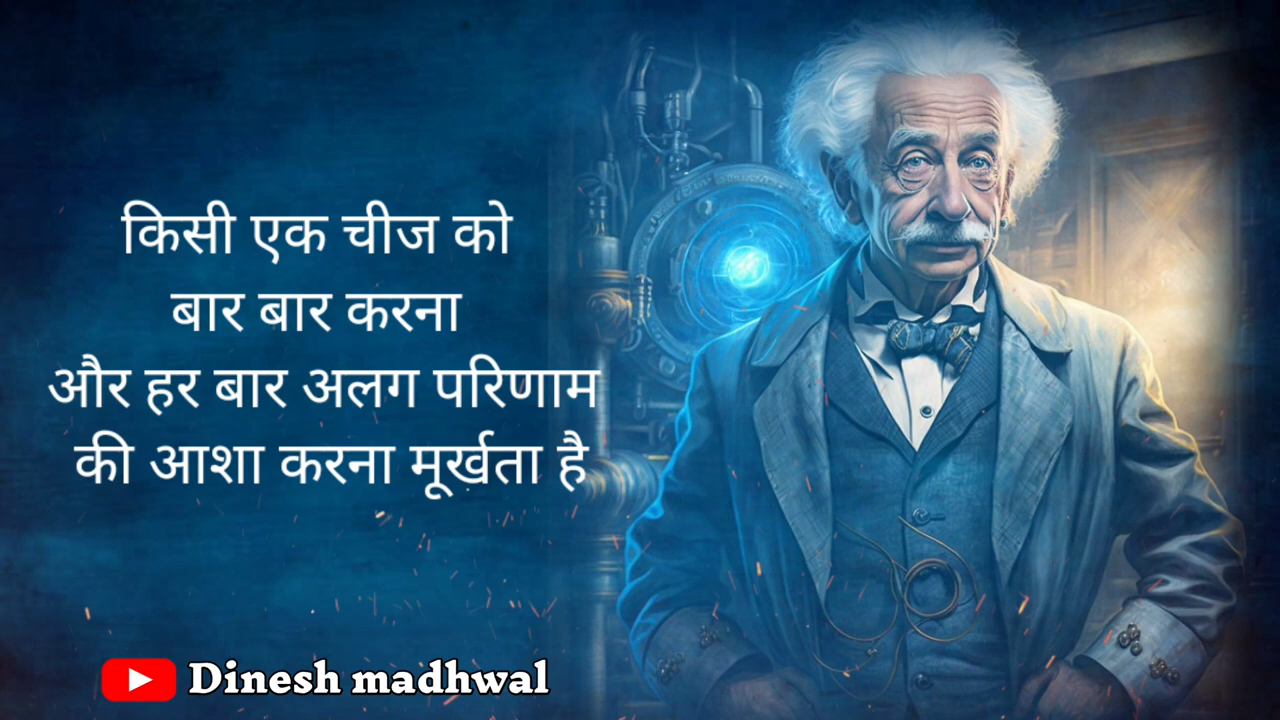 किसी एक चीज को
बार बार करना
और हर बार अलग परिणाम
की आशा करना मूर्खता है
Dinesh madhwal